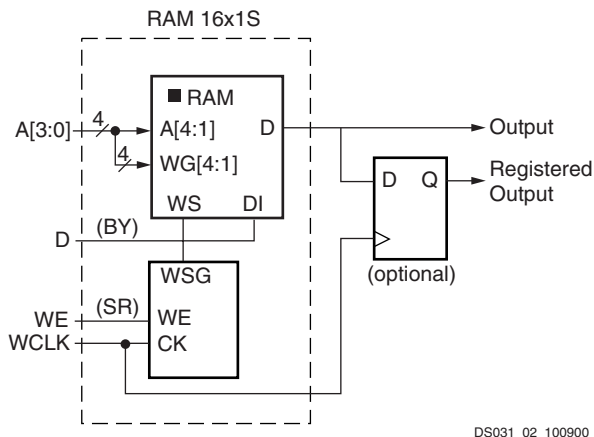 RAM 16x1S
RAM
A[3:0]
4
A[4:1]
D
Output
4
WG[4:1]
D
Q
Registered
Output
WS
DI
D
(BY)
(optional)
WSG
WE
(SR)
WE
WCLK
CK
DS031_02_100900